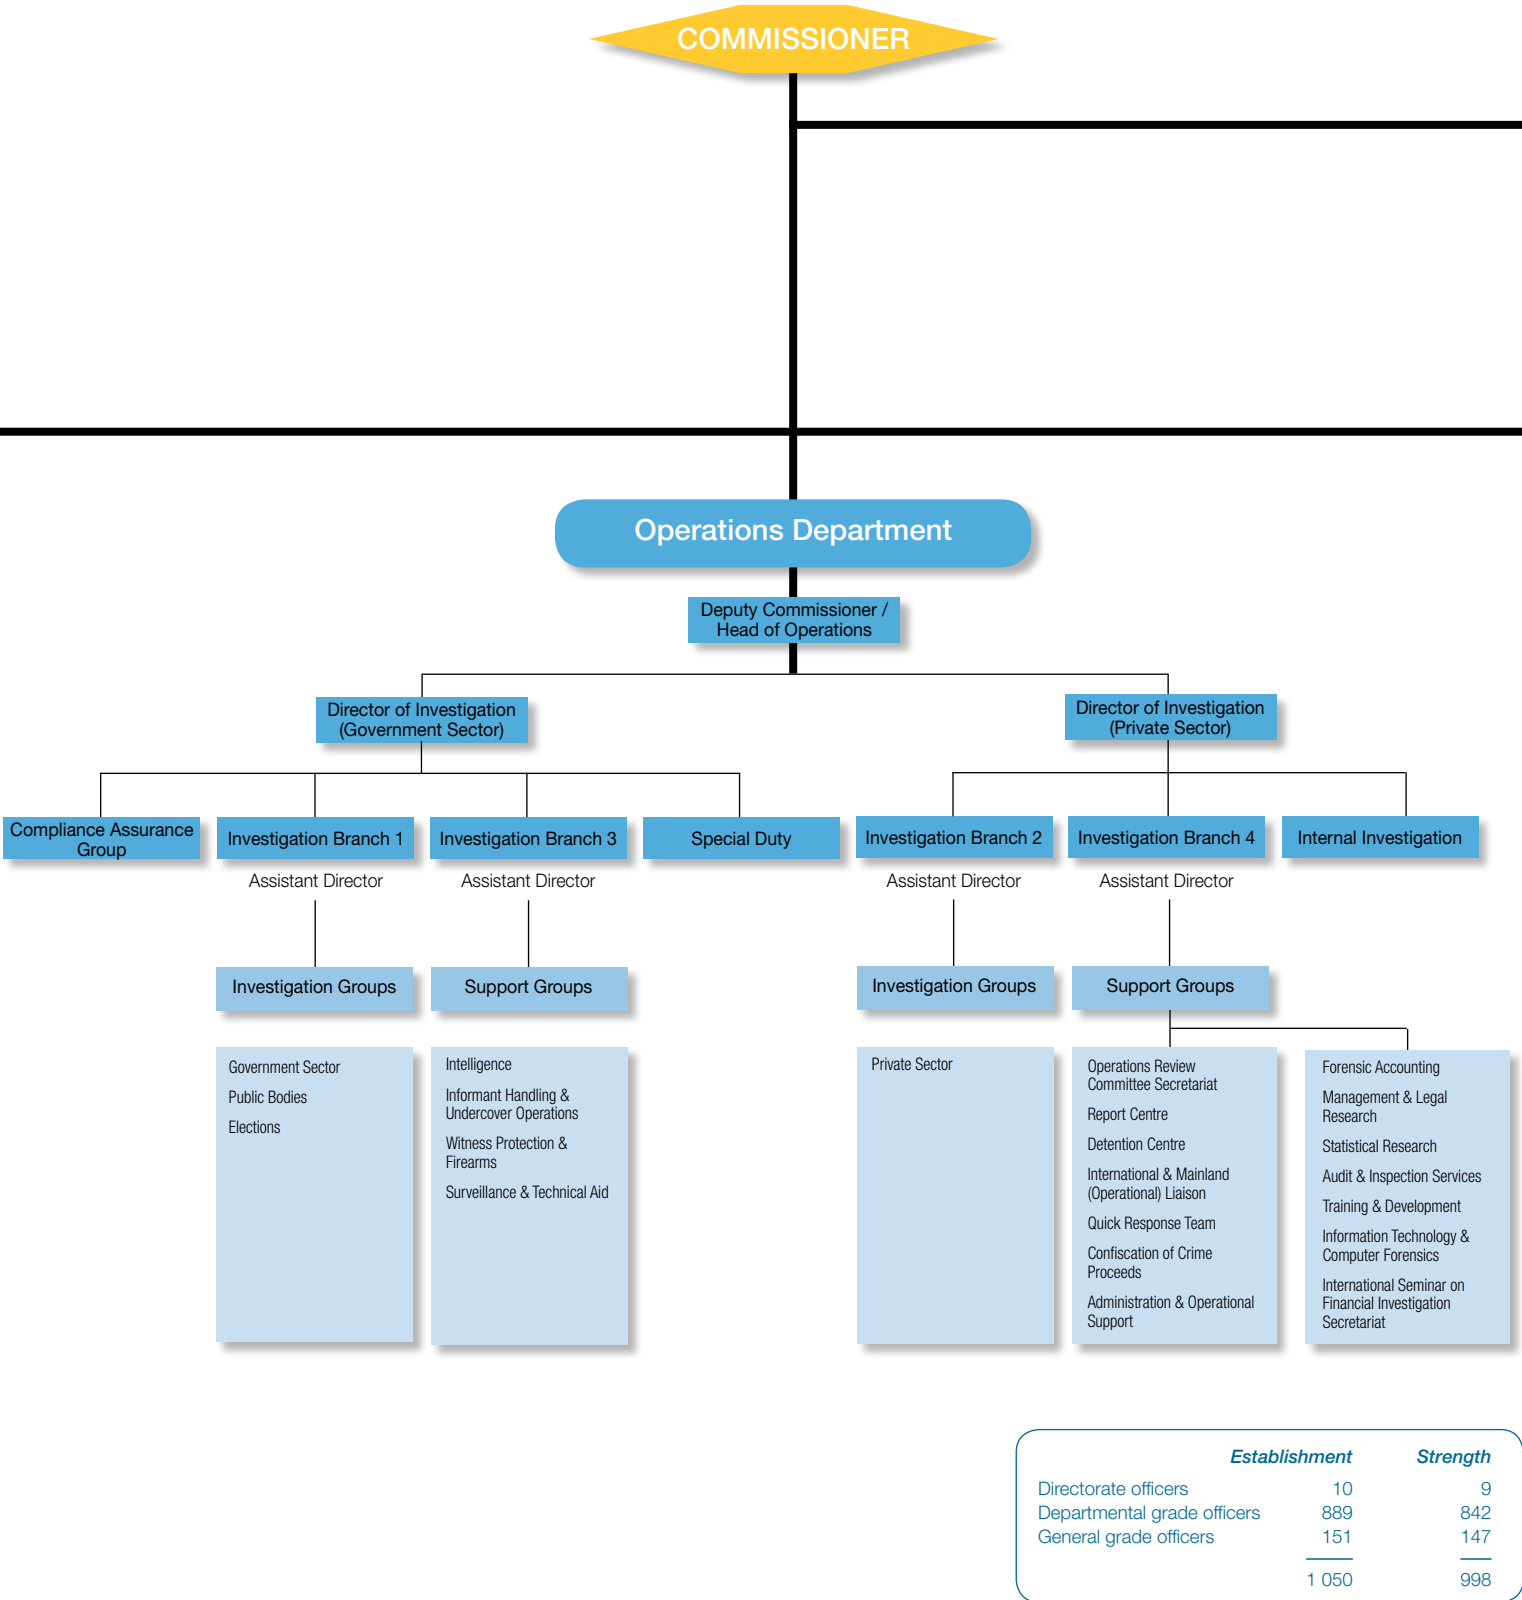 COMMISSIONER
Operations Department
Deputy Commissioner /
Head of Operations
Director of Investigation
(Government Sector)
Director of Investigation
(Private Sector)
Compliance Assurance
Group
Investigation Branch 1
Assistant Director
Investigation Branch 3
Assistant Director
Special Duty
Investigation Branch 2
Assistant Director
Investigation Branch 4
Assistant Director
Internal Investigation
Investigation Groups
Support Groups
Investigation Groups
Support Groups
Government Sector
Public Bodies
Elections
Intelligence
Informant Handling &
Undercover Operations
Witness Protection &
Firearms
Surveillance & Technical Aid
Private Sector
Operations Review
Committee Secretariat
Report Centre
Detention Centre
International & Mainland
(Operational) Liaison
Quick Response Team
Confiscation of Crime
Proceeds
Administration & Operational
Support
Forensic Accounting
Management & Legal
Research
Statistical Research
Audit & Inspection Services
Training & Development
Information Technology &
Computer Forensics
International Seminar on
Financial Investigation
Secretariat
Establishment Strength
Directorate officers 10 9
Departmental grade officers 889 842
General grade officers 151 147
1 050 998